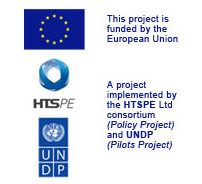 This project is
funded by the
European Union
HTSPE
A project
implemented by
the HTSPE Ltd
consortium
(Policy Project)
and UNDP
(Pilots Project)
U N
D P